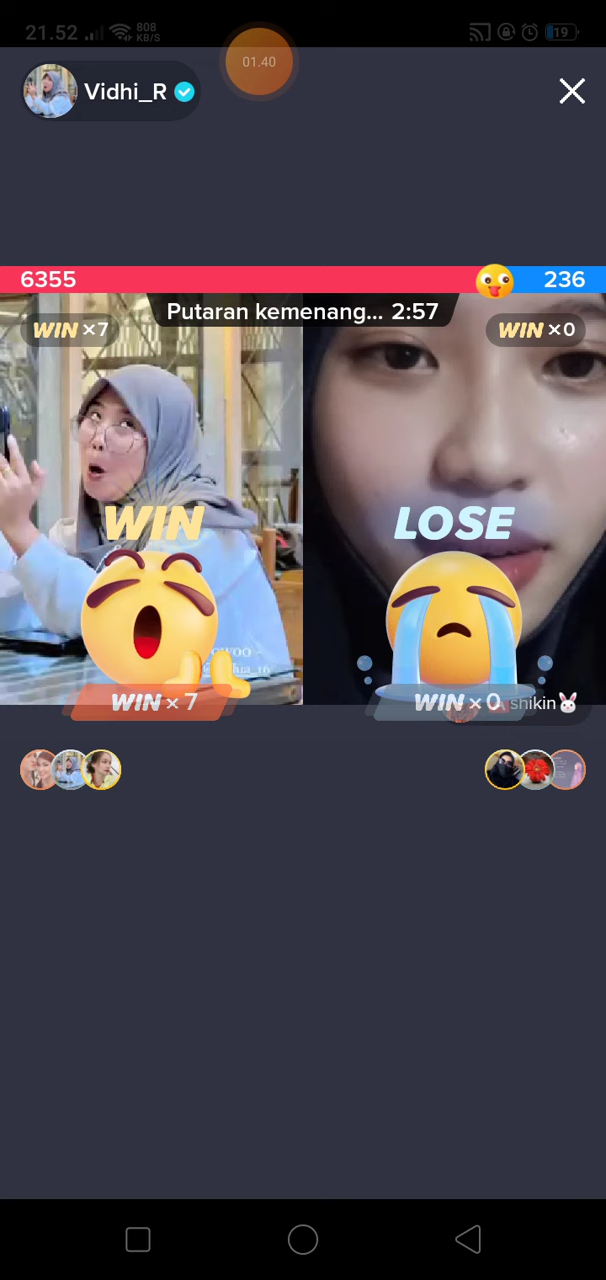 21.52
808
KB/S
19
01.40
Vidhi_R
6355
236
Putaran kemenang... 2:57
WIN ×7
WIN ×0
WIN
LOSE
WIN × 7
WIN × 0
shikin